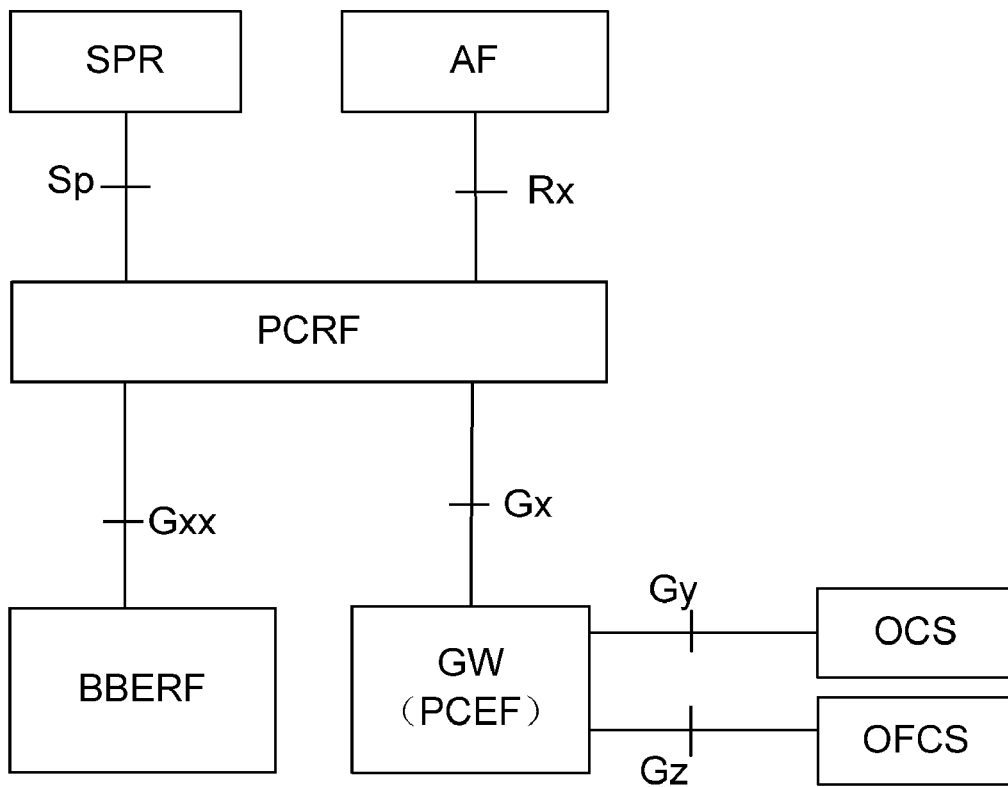 SPR
AF
Sp
Rx
PCRF
Gxx
Gx
Gy
OCS
BBERF
GW
（PCEF）
Gz
OFCS